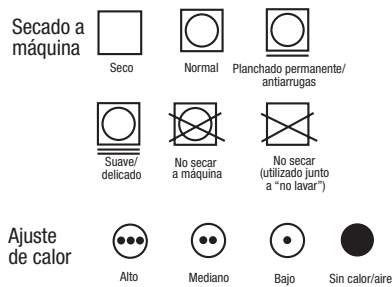 Secado a
máquina
Seco
Normal
Planchado permanente/
antiarrugas
Suave/
delicado
No secar
a máquina
No secar
(utilizado junto
a “no lavar”)
Ajuste
de calor
Alto
Mediano
Bajo
Sin calor/aire